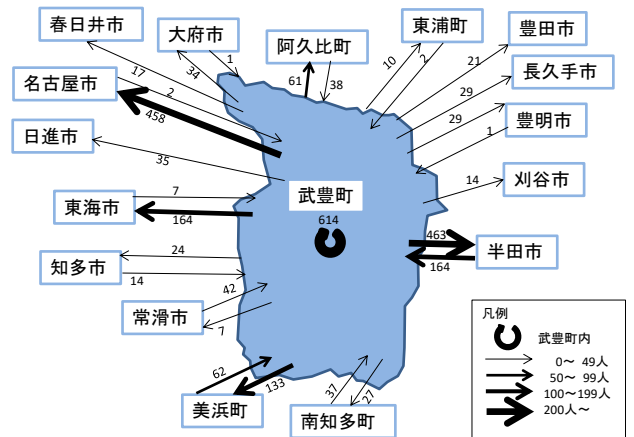 春日井市
大府市
阿久比町
東浦町
豊田市
34
1
61
38
10
2
21
名古屋市
17
2
458
長久手市
29
日進市
35
豊明市
29
1
武豊町
614
刈谷市
14
東海市
7
164
半田市
463
164
知多市
24
14
常滑市
42
7
美浜町
62
133
南知多町
37
27
凡例
武豊町内
0～ 49人
50～ 99人
100～199人
200人～